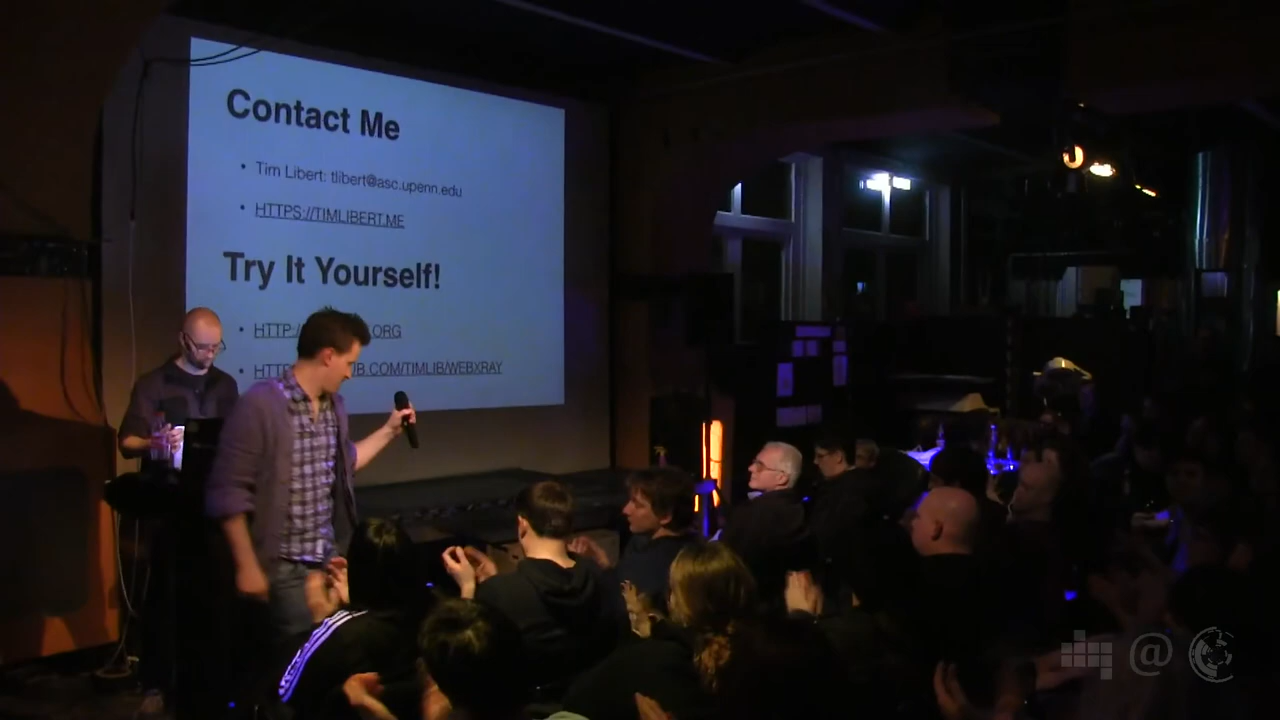 Contact Me
• Tim Libert: tlibert@asc.upenn.edu
• HTTPS://TIMLIBERT.ME
Try It Yourself!
• HTTP:/ .ORG
• HTT IB.COM/TIMLIB/WEBXRAY
@